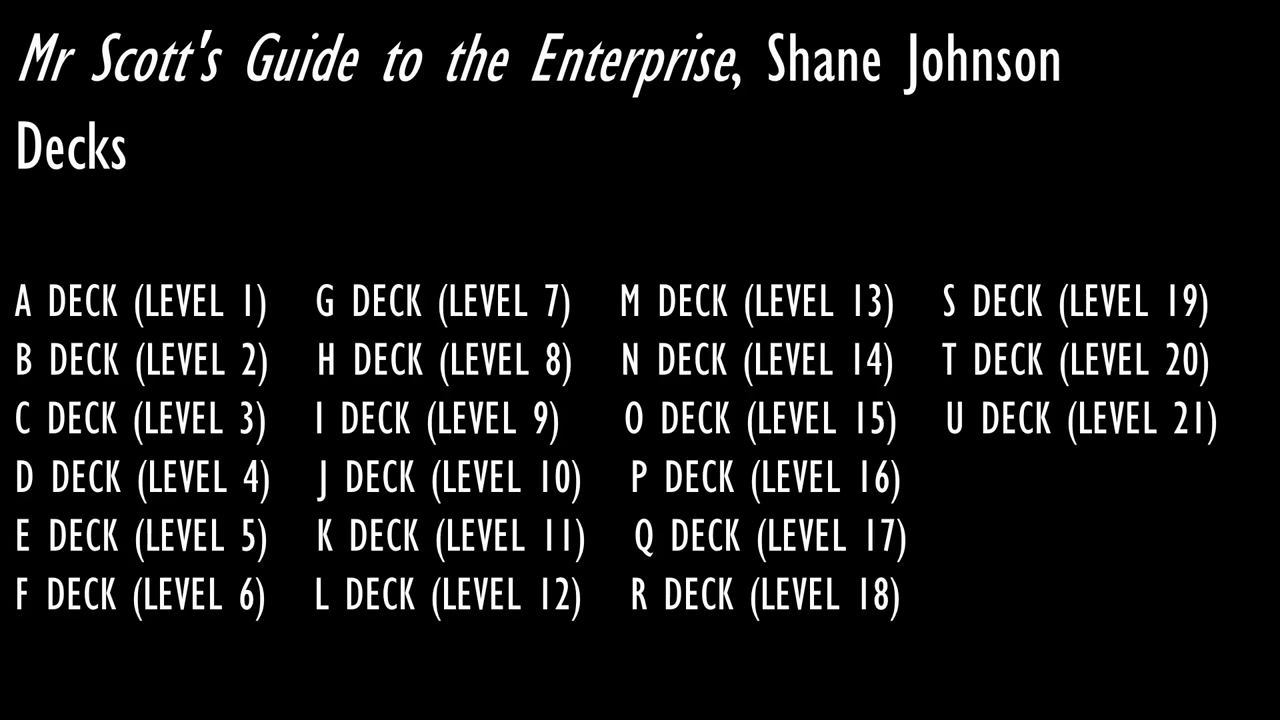 Mr Scott's Guide to the Enterprise, Shane Johnson
Decks
A DECK (LEVEL 1) G DECK (LEVEL 7) M DECK (LEVEL 13) S DECK (LEVEL 19)
B DECK (LEVEL 2) H DECK (LEVEL 8) N DECK (LEVEL 14) T DECK (LEVEL 20)
C DECK (LEVEL 3) I DECK (LEVEL 9) O DECK (LEVEL 15) U DECK (LEVEL 21)
D DECK (LEVEL 4) J DECK (LEVEL 10) P DECK (LEVEL 16)
E DECK (LEVEL 5) K DECK (LEVEL 11) Q DECK (LEVEL 17)
F DECK (LEVEL 6) L DECK (LEVEL 12) R DECK (LEVEL 18)